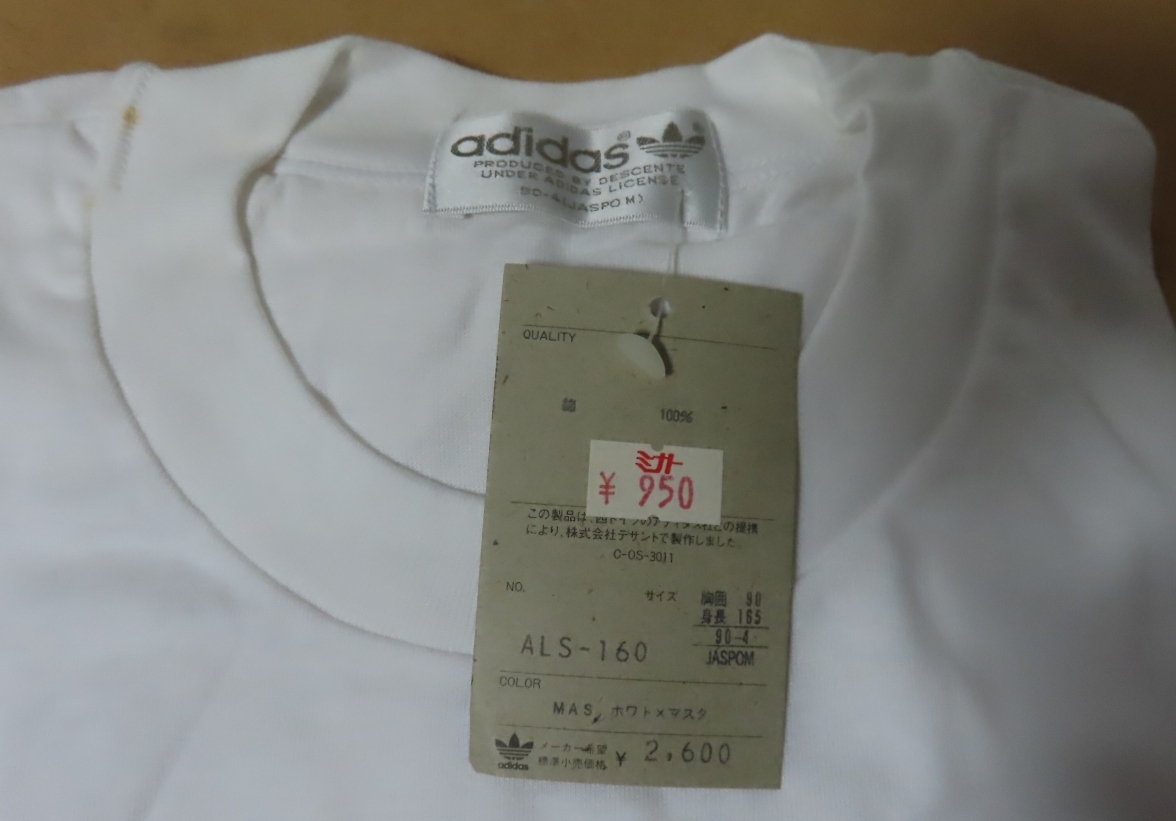 adidas®
PRODUCED BY DESCENTE
UNDER ADIDAS LICENSE
90-4(JASPO M)
QUALITY
綿 100%
ミナト
¥ 950
この製品は、西ドイツのアディダス社との提携
により、株式会社デサントで製作しました
C-OS-3011
NO.
サイズ
胸囲 90
身長 165
90-4
JASPOM
ALS-160
COLOR
MAS, ホワト×マスタ
adidas
メーカー希望
標準小売価格 ¥ 2,600